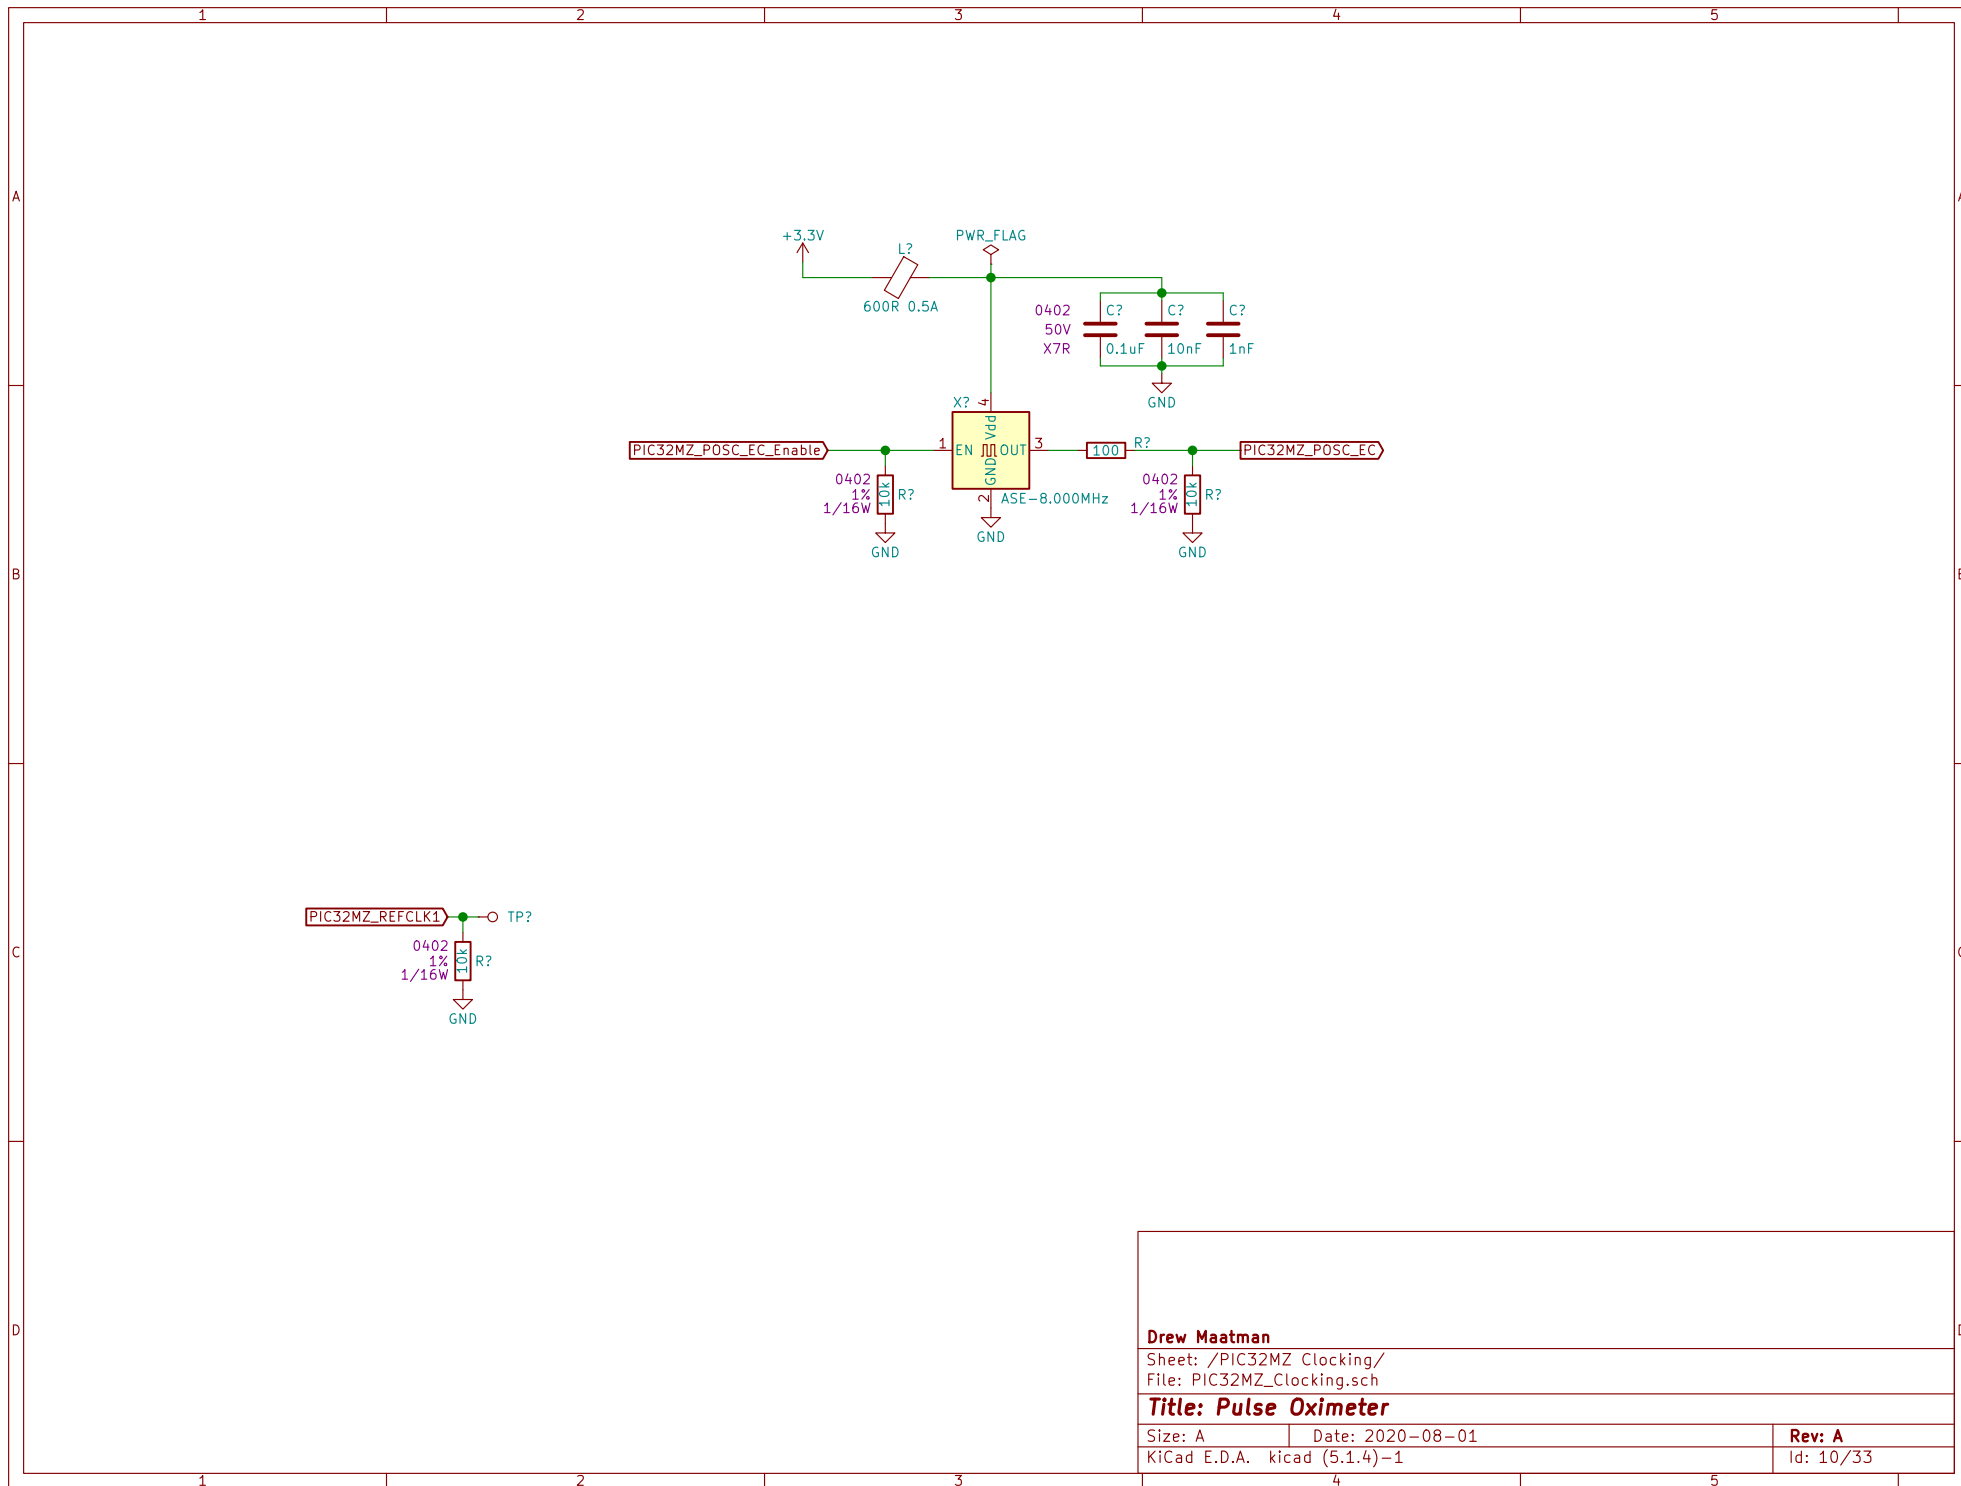 1 2 3 4 5
A
+3.3V
L?
600R 0.5A
PWR_FLAG
0402
50V
X7R
C? C? C?
0.1uF 10nF 1nF
GND
X?
4
PIC32MZ_POSC_EC_Enable
1
EN
Vdd
GND
OUT
3
2
ASE-8.000MHz
GND
100
R?
PIC32MZ_POSC_EC
0402
1%
1/16W
10k
R?
GND
0402
1%
1/16W
10k
R?
GND
B
PIC32MZ_REFCLK1
TP?
0402
1%
1/16W
10k
R?
GND
C
D
Drew Maatman
Sheet: /PIC32MZ Clocking/
File: PIC32MZ_Clocking.sch
Title: Pulse Oximeter
Size: A Date: 2020-08-01 Rev: A
KiCad E.D.A. kicad (5.1.4)-1 Id: 10/33
1 2 3 4 5